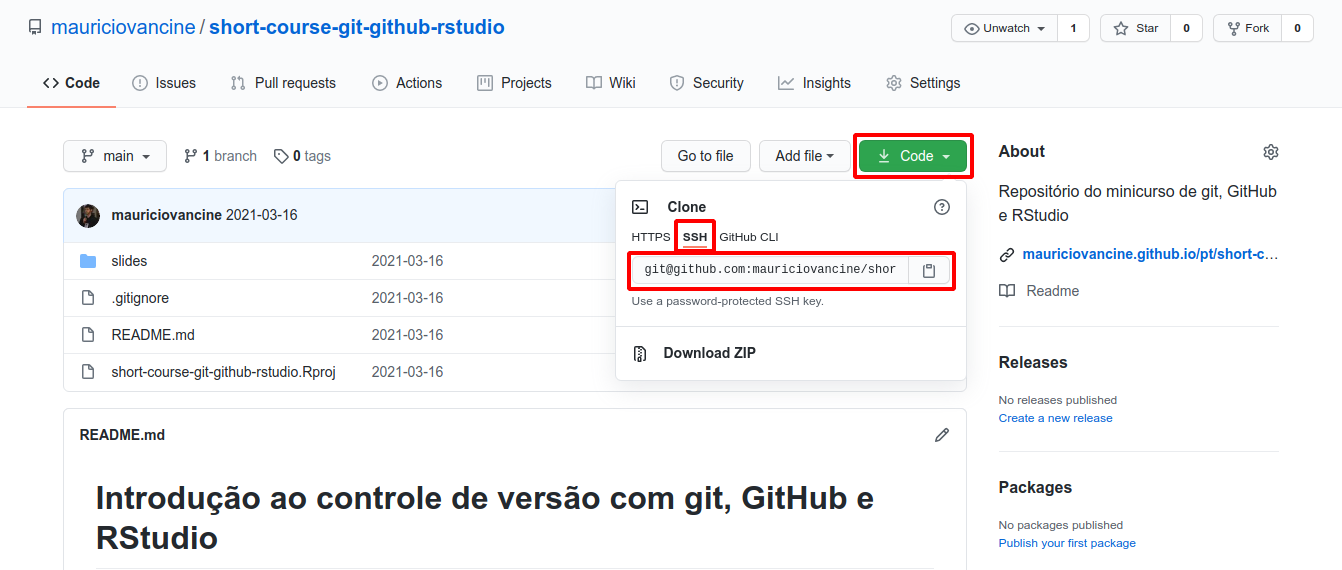 mauriciovancine / short-course-git-github-rstudio
Unwatch 1 Star 0 Fork 0
Code Issues Pull requests Actions Projects Wiki Security Insights Settings
main 1 branch 0 tags Go to file Add file Code
mauriciovancine 2021-03-16
slides 2021-03-16
.gitignore 2021-03-16
README.md 2021-03-16
short-course-git-github-rstudio.Rproj 2021-03-16
Clone
HTTPS SSH GitHub CLI
git@github.com:mauriciovancine/shor
Use a password-protected SSH key.
Download ZIP
README.md
Introdução ao controle de versão com git, GitHub e
RStudio
About
Repositório do minicurso de git, GitHub
e RStudio
mauriciovancine.github.io/pt/short-c...
Readme
Releases
No releases published
Create a new release
Packages
No packages published
Publish your first package